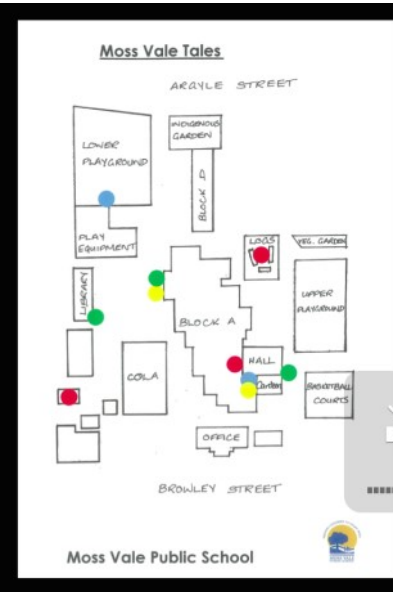 Moss Vale Tales
ARGYLE STREET
INDIGENOUS
GARDEN
LOWER
PLAYGROUND
BLOCK D
PLAY
EQUIPMENT
LOGS
VEG. GARDEN
LIBRARY
UPPER
PLAYGROUND
BLOCK A
HALL
COLA
Canteen
BASKETBALL
COURTS
OFFICE
BROWLEY STREET
Moss Vale Public School